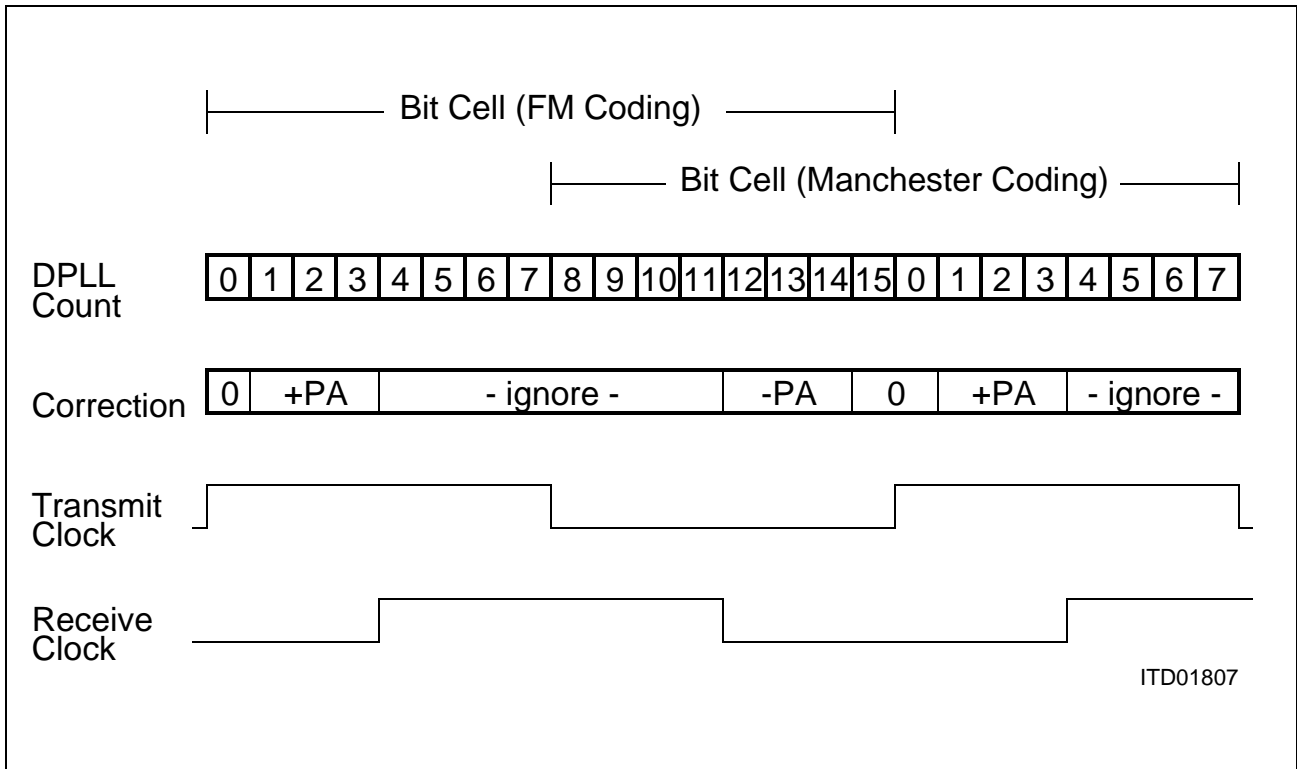 Bit Cell (FM Coding)
Bit Cell (Manchester Coding)
DPLL
Count
0 1 2 3 4 5 6 7 8 9 10 11 12 13 14 15 0 1 2 3 4 5 6 7
Correction
0 +PA - ignore - -PA 0 +PA - ignore -
Transmit
Clock
Receive
Clock
ITD01807